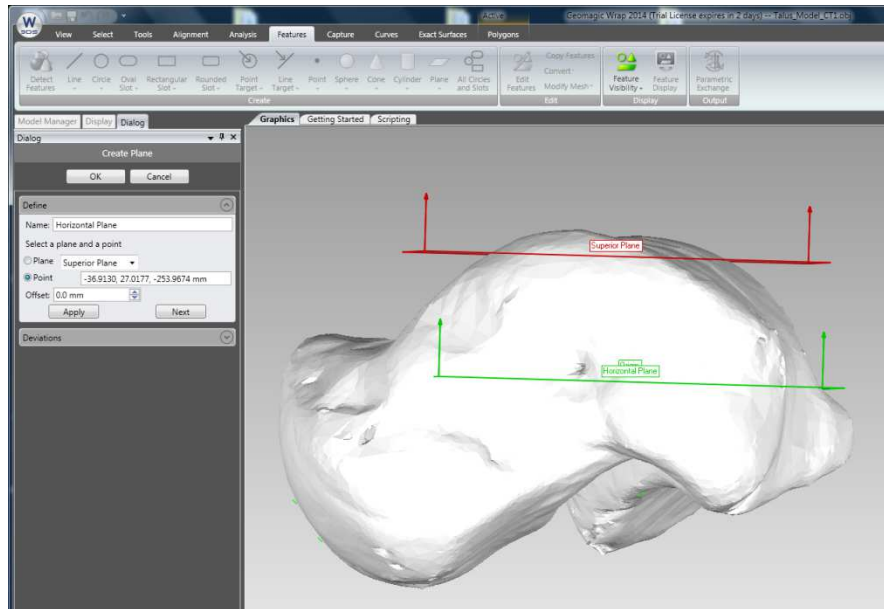 Active
Geomagic Wrap 2014 (Trial License expires in 2 days) -- Talus_Model_CT1.obj
W
3DS
View Select Tools Alignment Analysis Features Capture Curves Exact Surfaces Polygons
Detect Features
Line
Circle
Oval Slot
Rectangular Slot
Rounded Slot
Point Target
Line Target
Point
Sphere
Cone
Cylinder
Plane
All Circles and Slots
Create
Edit Features
Copy Features
Convert
Modify Mesh
Edit
Feature Visibility
Feature Display
Display
Parametric Exchange
Output
Model Manager Display Dialog
Graphics Getting Started Scripting
Dialog
Create Plane
OK Cancel
Define
Name: Horizontal Plane
Select a plane and a point
Plane Superior Plane
Point -36.9130, 27.0177, -253.9674 mm
Offset: 0.0 mm
Apply Next
Deviations
Superior Plane
Horizontal Plane